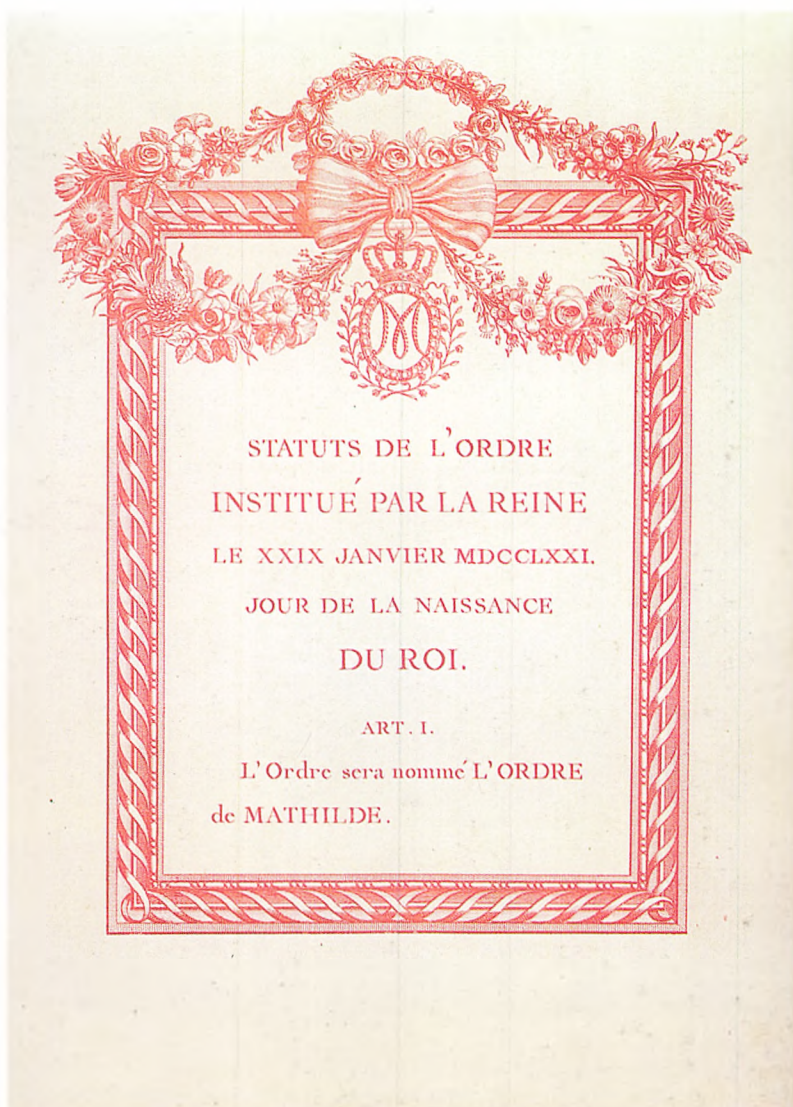 M
STATUTS DE L'ORDRE
INSTITUÉ PAR LA REINE
LE XXIX JANVIER MDCCLXXI.
JOUR DE LA NAISSANCE
DU ROI.
ART. I.
L'Ordre sera nommé L'ORDRE
de MATHILDE.